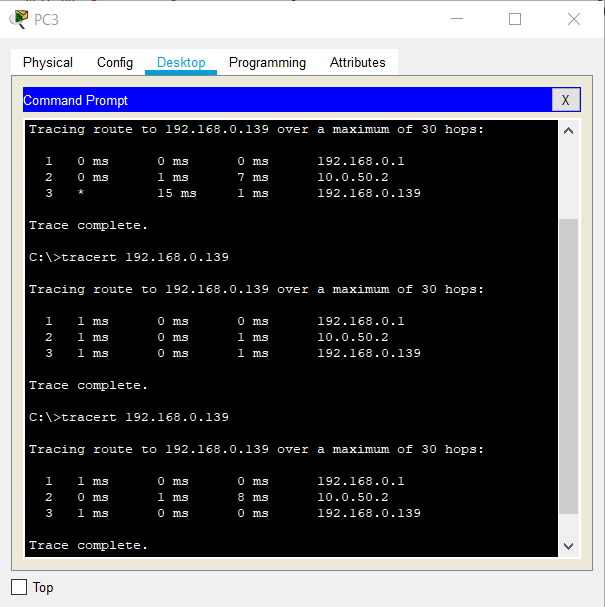 PC3
Physical Config Desktop Programming Attributes
Command Prompt X
Tracing route to 192.168.0.139 over a maximum of 30 hops:
1 0 ms 0 ms 0 ms 192.168.0.1
2 0 ms 1 ms 7 ms 10.0.50.2
3 * 15 ms 1 ms 192.168.0.139
Trace complete.
C:\>tracert 192.168.0.139
Tracing route to 192.168.0.139 over a maximum of 30 hops:
1 1 ms 0 ms 0 ms 192.168.0.1
2 1 ms 0 ms 1 ms 10.0.50.2
3 1 ms 0 ms 1 ms 192.168.0.139
Trace complete.
C:\>tracert 192.168.0.139
Tracing route to 192.168.0.139 over a maximum of 30 hops:
1 1 ms 0 ms 0 ms 192.168.0.1
2 0 ms 1 ms 8 ms 10.0.50.2
3 1 ms 0 ms 0 ms 192.168.0.139
Trace complete.
Top